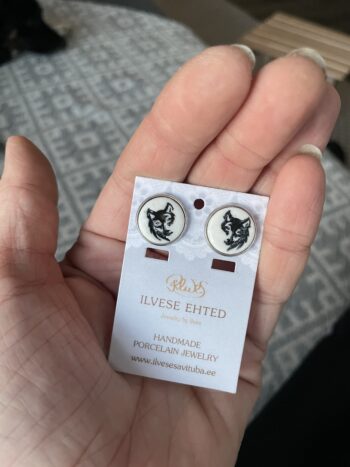 ILVESE EHTED
Jewelry by Ilves
HANDMADE
PORCELAIN JEWELRY
www.ilvesesavituba.ee